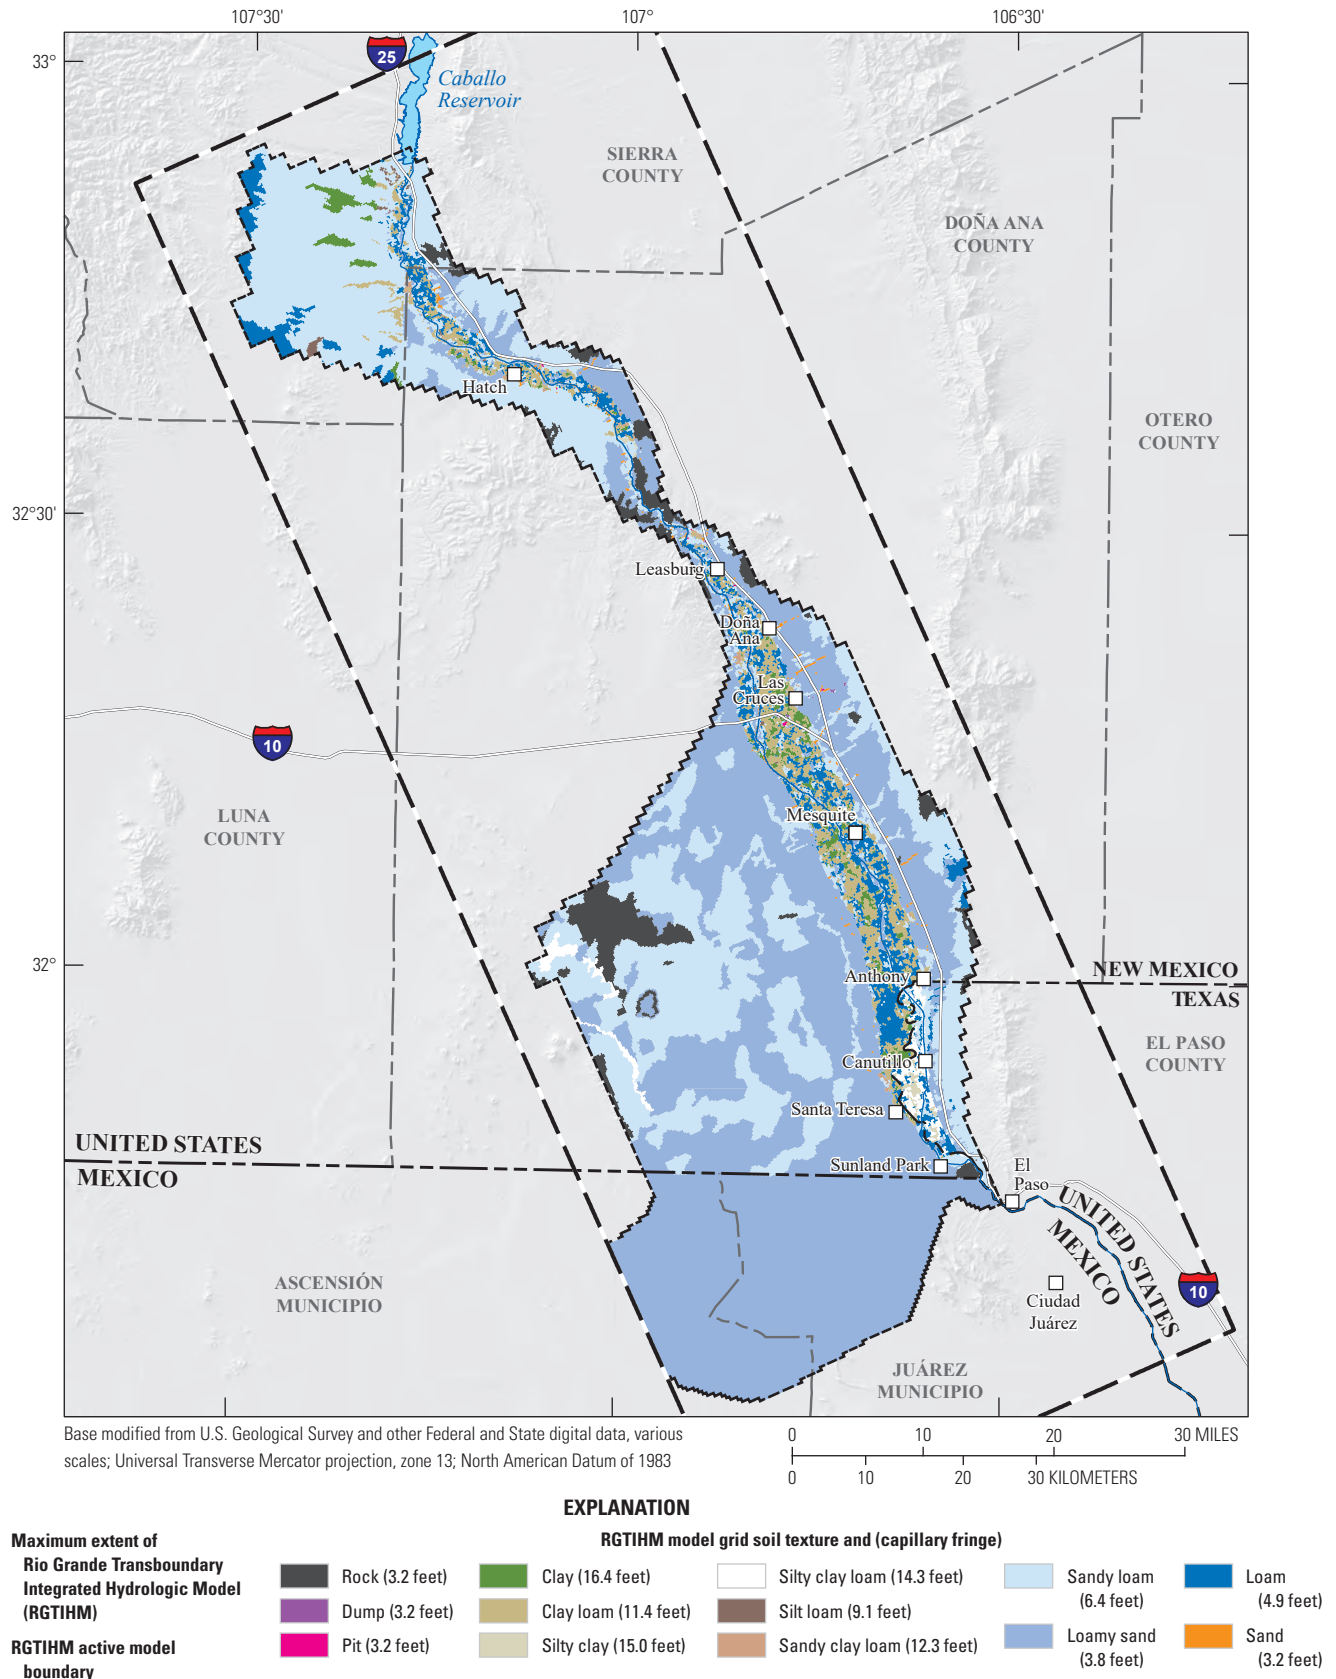 107°30'
107°
106°30'
33°
25
Caballo
Reservoir
SIERRA
COUNTY
DOÑA ANA
COUNTY
Hatch
OTERO
COUNTY
32°30'
Leasburg
Doña
Ana
Las
Cruces
10
LUNA
COUNTY
Mesquite
32°
Anthony
NEW MEXICO
TEXAS
EL PASO
COUNTY
Canutillo
Santa Teresa
UNITED STATES
MEXICO
Sunland Park
El
Paso
UNITED STATES
MEXICO
ASCENSIÓN
MUNICIPIO
Ciudad
Juárez
10
JUÁREZ
MUNICIPIO
Base modified from U.S. Geological Survey and other Federal and State digital data, various
scales; Universal Transverse Mercator projection, zone 13; North American Datum of 1983
0 10 20 30 MILES
0 10 20 30 KILOMETERS
EXPLANATION
Maximum extent of
Rio Grande Transboundary
Integrated Hydrologic Model
(RGTIHM)
RGTIHM active model
boundary
RGTIHM model grid soil texture and (capillary fringe)
Rock (3.2 feet)
Dump (3.2 feet)
Pit (3.2 feet)
Clay (16.4 feet)
Clay loam (11.4 feet)
Silty clay (15.0 feet)
Silty clay loam (14.3 feet)
Silt loam (9.1 feet)
Sandy clay loam (12.3 feet)
Sandy loam
(6.4 feet)
Loamy sand
(3.8 feet)
Loam
(4.9 feet)
Sand
(3.2 feet)